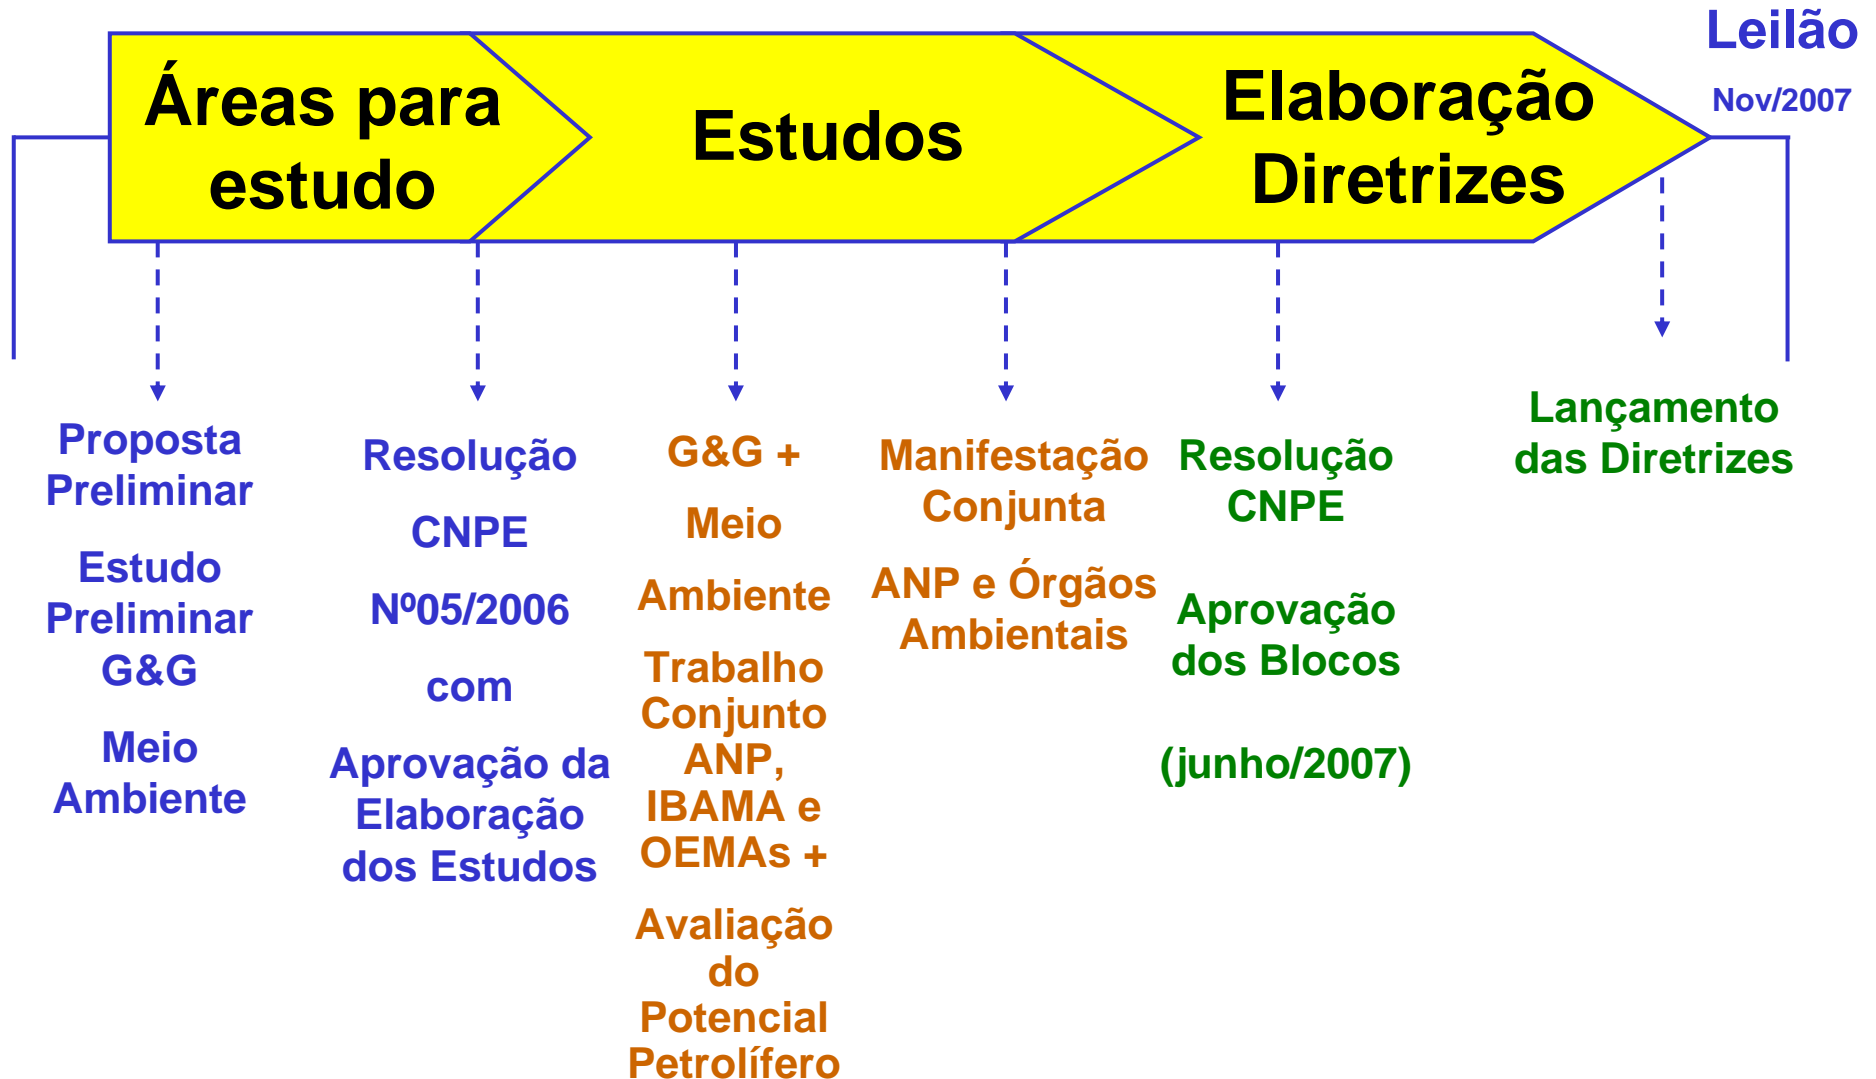 Leilão
Nov/2007
Áreas para
estudo
Estudos
Elaboração
Diretrizes
Proposta
Preliminar
Estudo
Preliminar
G&G
Meio
Ambiente
Resolução
CNPE
Nº05/2006
com
Aprovação da
Elaboração
dos Estudos
G&G +
Meio
Ambiente
Trabalho
Conjunto
ANP,
IBAMA e
OEMAs +
Avaliação
do
Potencial
Petrolífero
Manifestação
Conjunta
ANP e Órgãos
Ambientais
Resolução
CNPE
Aprovação
dos Blocos
(junho/2007)
Lançamento
das Diretrizes